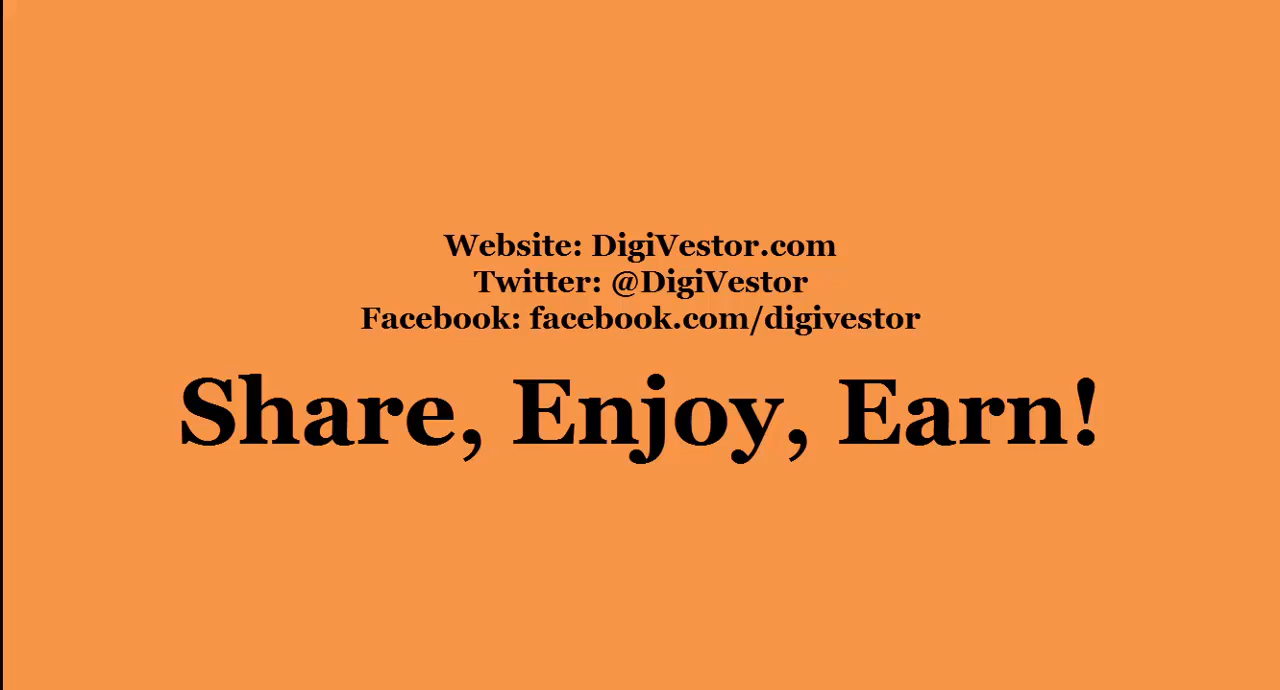 Website: DigiVestor.com
Twitter: @DigiVestor
Facebook: facebook.com/digivestor
Share, Enjoy, Earn!